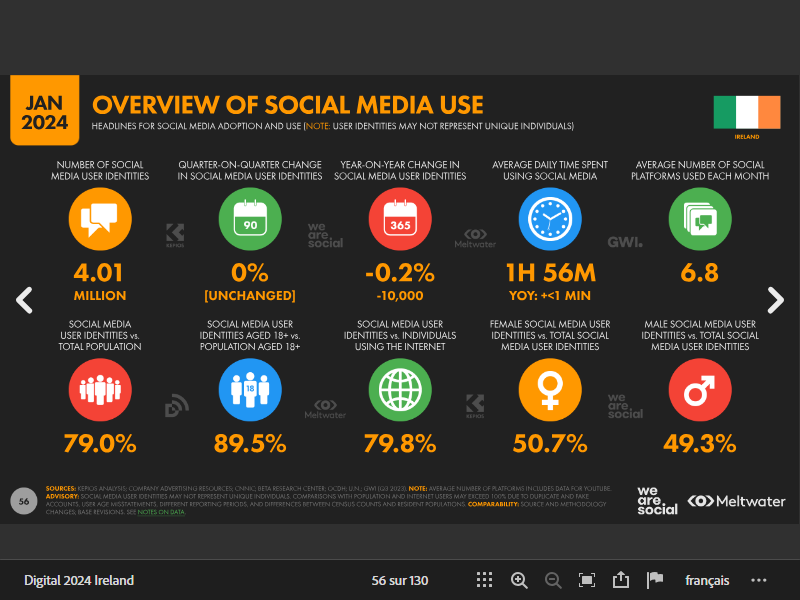 JAN
2024
OVERVIEW OF SOCIAL MEDIA USE
HEADLINES FOR SOCIAL MEDIA ADOPTION AND USE (NOTE: USER IDENTITIES MAY NOT REPRESENT UNIQUE INDIVIDUALS)
IRELAND
NUMBER OF SOCIAL
MEDIA USER IDENTITIES
QUARTER-ON-QUARTER CHANGE
IN SOCIAL MEDIA USER IDENTITIES
YEAR-ON-YEAR CHANGE IN
SOCIAL MEDIA USER IDENTITIES
AVERAGE DAILY TIME SPENT
USING SOCIAL MEDIA
AVERAGE NUMBER OF SOCIAL
PLATFORMS USED EACH MONTH
90
365
KEPIOS
we
are.
social
Meltwater
GWI.
4.01
MILLION
0%
[UNCHANGED]
-0.2%
-10,000
1H 56M
YOY: +<1 MIN
6.8
SOCIAL MEDIA
USER IDENTITIES vs.
TOTAL POPULATION
SOCIAL MEDIA USER
IDENTITIES AGED 18+ vs.
POPULATION AGED 18+
SOCIAL MEDIA USER
IDENTITIES vs. INDIVIDUALS
USING THE INTERNET
FEMALE SOCIAL MEDIA USER
IDENTITIES vs. TOTAL SOCIAL
MEDIA USER IDENTITIES
MALE SOCIAL MEDIA USER
IDENTITIES vs. TOTAL SOCIAL
MEDIA USER IDENTITIES
18
Meltwater
KEPIOS
we
are.
social
79.0%
89.5%
79.8%
50.7%
49.3%
56
SOURCES: KEPIOS ANALYSIS; COMPANY ADVERTISING RESOURCES; CNNIC; BETA RESEARCH CENTER; OCDH; U.N.; GWI (Q3 2023). NOTE: AVERAGE NUMBER OF PLATFORMS INCLUDES DATA FOR YOUTUBE.
ADVISORY: SOCIAL MEDIA USER IDENTITIES MAY NOT REPRESENT UNIQUE INDIVIDUALS. COMPARISONS WITH POPULATION AND INTERNET USERS MAY EXCEED 100% DUE TO DUPLICATE AND FAKE
ACCOUNTS, USER AGE MISSTATEMENTS, DIFFERENT REPORTING PERIODS, AND DIFFERENCES BETWEEN CENSUS COUNTS AND RESIDENT POPULATIONS. COMPARABILITY: SOURCE AND METHODOLOGY
CHANGES; BASE REVISIONS. SEE NOTES ON DATA.
we
are.
social
Meltwater
Digital 2024 Ireland
56 sur 130
français